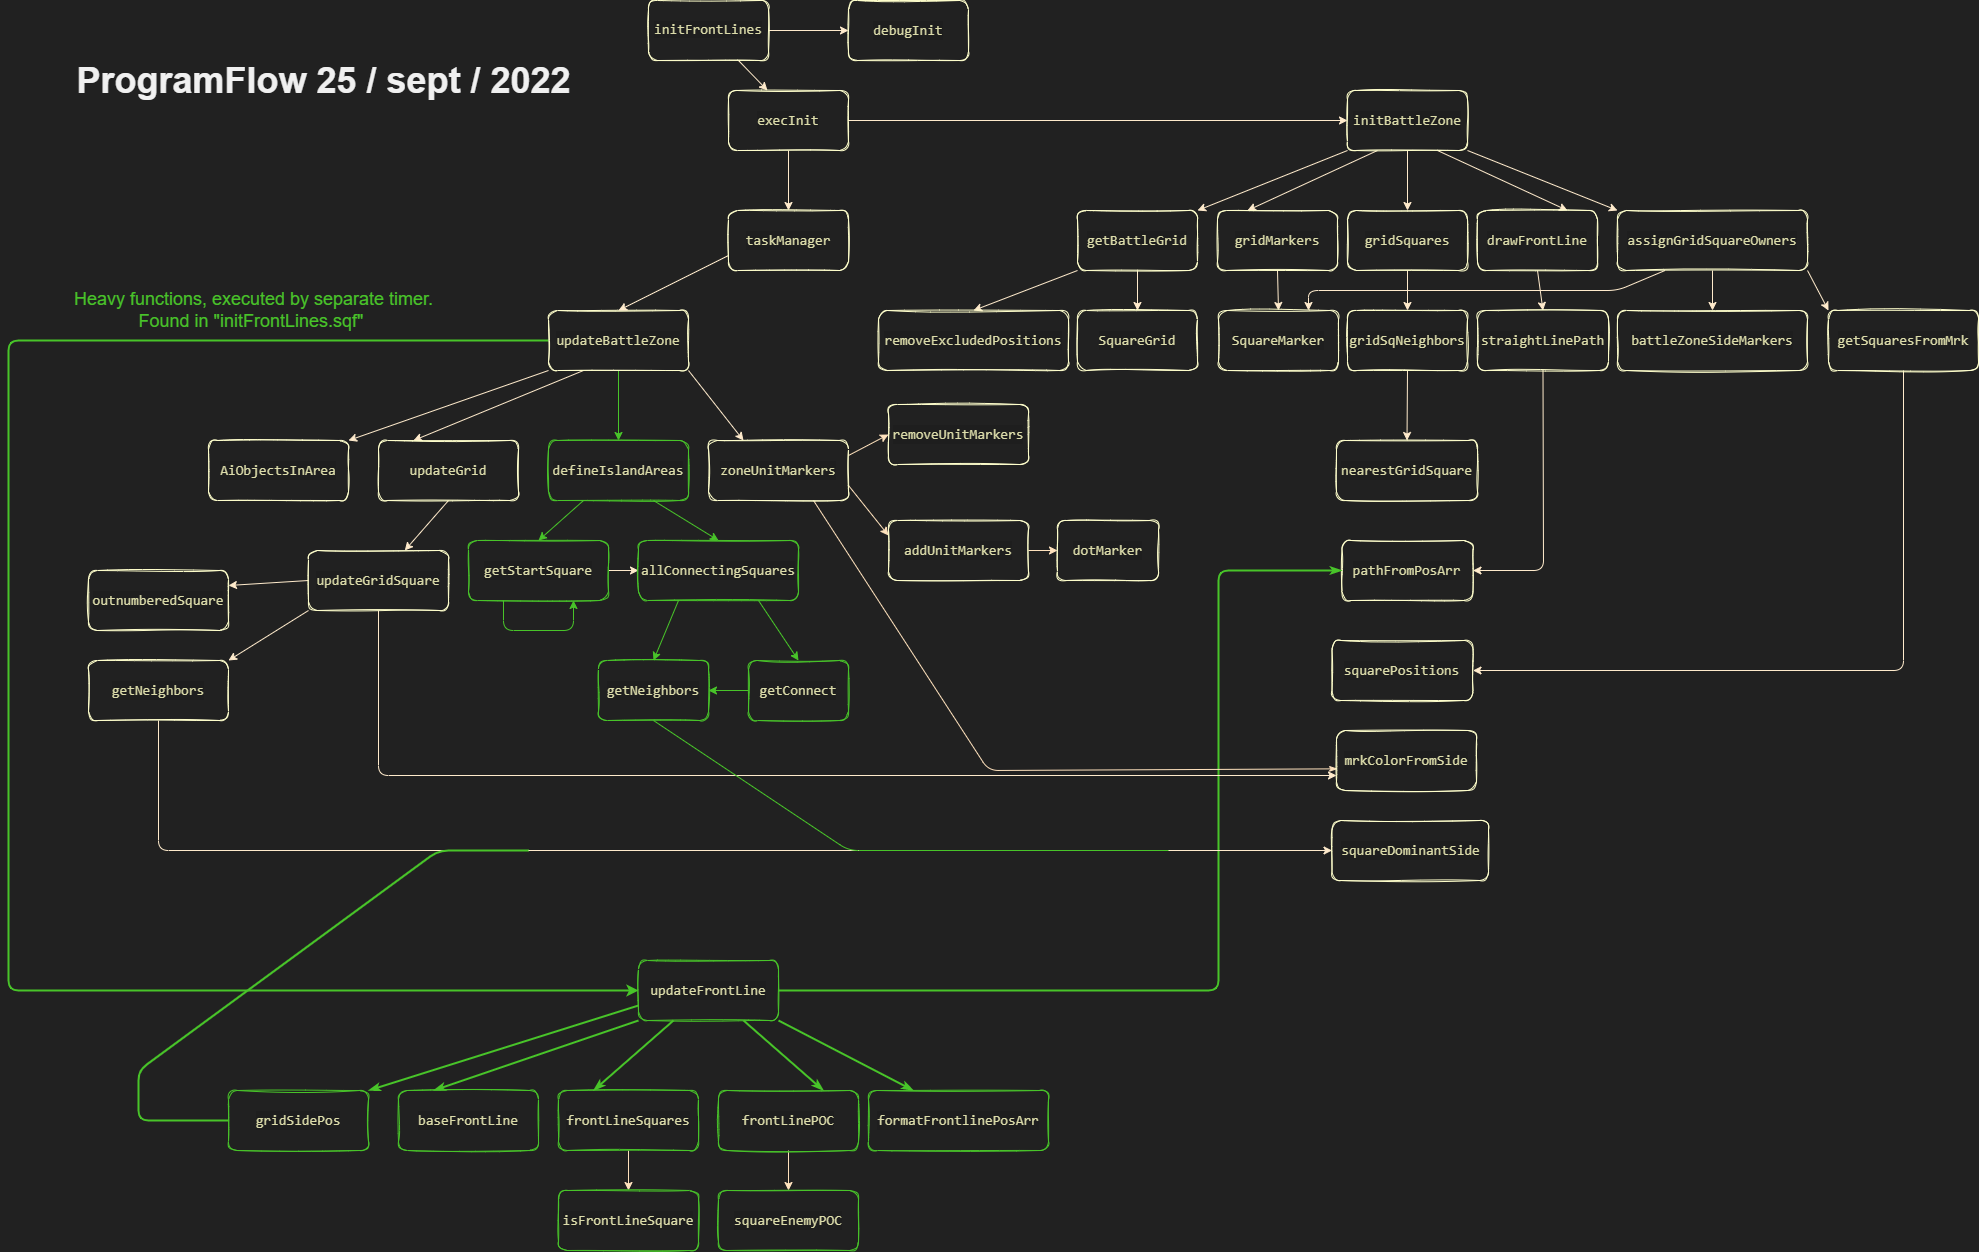 initFrontLines
debugInit
ProgramFlow 25 / sept / 2022
execInit
initBattleZone
taskManager
getBattleGrid
gridMarkers
gridSquares
drawFrontLine
assignGridSquareOwners
Heavy functions, executed by separate timer.
Found in "initFrontLines.sqf"
updateBattleZone
removeExcludedPositions
SquareGrid
SquareMarker
gridSqNeighbors
straightLinePath
battleZoneSideMarkers
getSquaresFromMrk
removeUnitMarkers
AiObjectsInArea
updateGrid
defineIslandAreas
zoneUnitMarkers
nearestGridSquare
addUnitMarkers
dotMarker
updateGridSquare
getStartSquare
allConnectingSquares
pathFromPosArr
outnumberedSquare
getNeighbors
getNeighbors
getConnect
squarePositions
mrkColorFromSide
squareDominantSide
updateFrontLine
gridSidePos
baseFrontLine
frontLineSquares
frontLinePOC
formatFrontlinePosArr
isFrontLineSquare
squareEnemyPOC